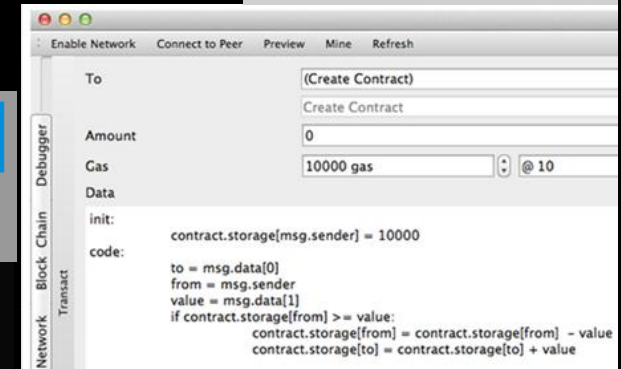 Enable Network Connect to Peer Preview Mine Refresh
To (Create Contract)
Create Contract
Amount 0
Gas 10000 gas @ 10
Data
init:
contract.storage[msg.sender] = 10000
code:
to = msg.data[0]
from = msg.sender
value = msg.data[1]
if contract.storage[from] >= value:
contract.storage[from] = contract.storage[from] - value
contract.storage[to] = contract.storage[to] + value
Debugger
Block Chain
Network
Transact